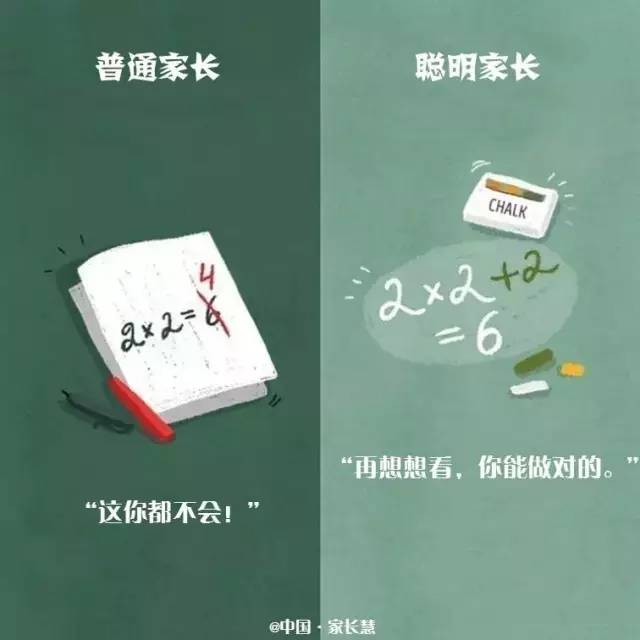 普通家长
2×2=6
4
“这你都不会！”
聪明家长
CHALK
2×2+2
=6
“再想想看，你能做对的。”
@中国·家长慧